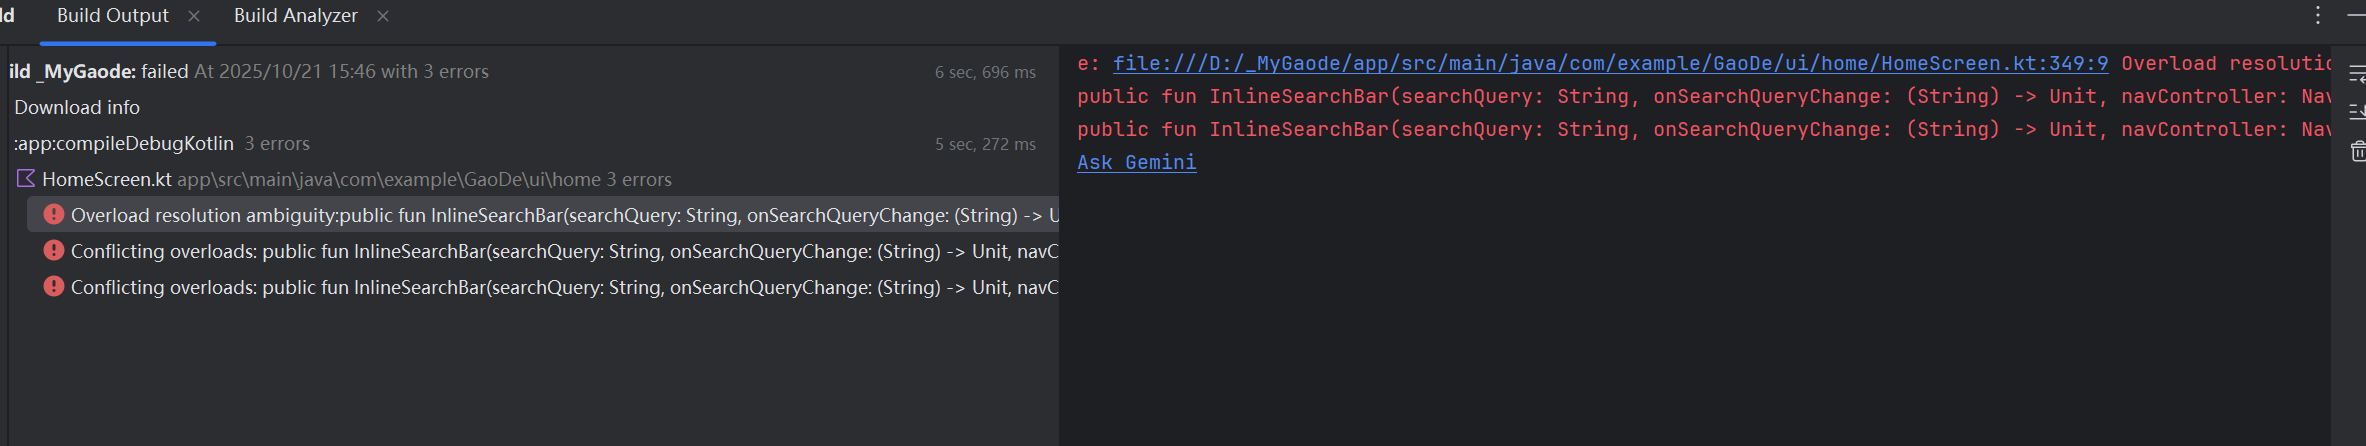 ld Build Output Build Analyzer
ild _MyGaode: failed At 2025/10/21 15:46 with 3 errors 6 sec, 696 ms
Download info
:app:compileDebugKotlin 3 errors 5 sec, 272 ms
HomeScreen.kt app\src\main\java\com\example\GaoDe\ui\home 3 errors
Overload resolution ambiguity:public fun InlineSearchBar(searchQuery: String, onSearchQueryChange: (String) -> U
Conflicting overloads: public fun InlineSearchBar(searchQuery: String, onSearchQueryChange: (String) -> Unit, navC
Conflicting overloads: public fun InlineSearchBar(searchQuery: String, onSearchQueryChange: (String) -> Unit, navC
e: file:///D:/_MyGaode/app/src/main/java/com/example/GaoDe/ui/home/HomeScreen.kt:349:9 Overload resolutio
public fun InlineSearchBar(searchQuery: String, onSearchQueryChange: (String) -> Unit, navController: Nav
public fun InlineSearchBar(searchQuery: String, onSearchQueryChange: (String) -> Unit, navController: Nav
Ask Gemini